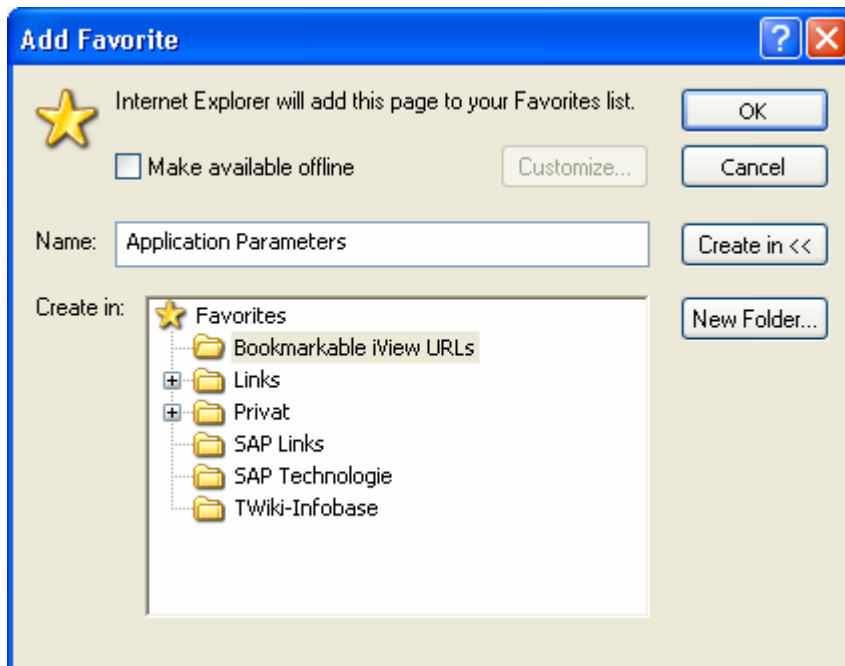 Add Favorite
Internet Explorer will add this page to your Favorites list.
OK
Make available offline
Customize...
Cancel
Name:
Application Parameters
Create in <<
Create in:
Favorites
New Folder...
Bookmarkable iView URLs
Links
Privat
SAP Links
SAP Technologie
TWiki-Infobase